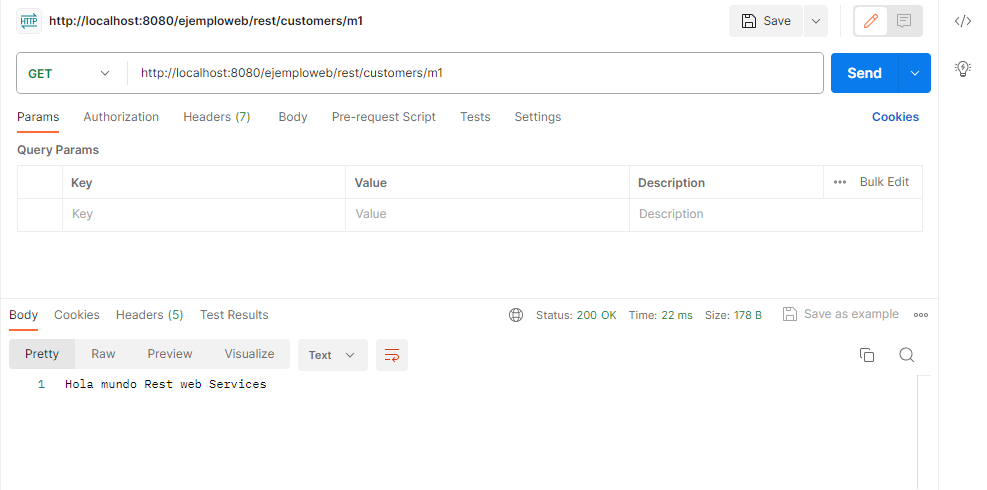 HTTP http://localhost:8080/ejemploweb/rest/customers/m1 Save </>
GET http://localhost:8080/ejemploweb/rest/customers/m1 Send
Params Authorization Headers (7) Body Pre-request Script Tests Settings Cookies
Query Params
Key Value Description ••• Bulk Edit
Key Value Description
Body Cookies Headers (5) Test Results Status: 200 OK Time: 22 ms Size: 178 B Save as example
Pretty Raw Preview Visualize Text
1 Hola mundo Rest web Services